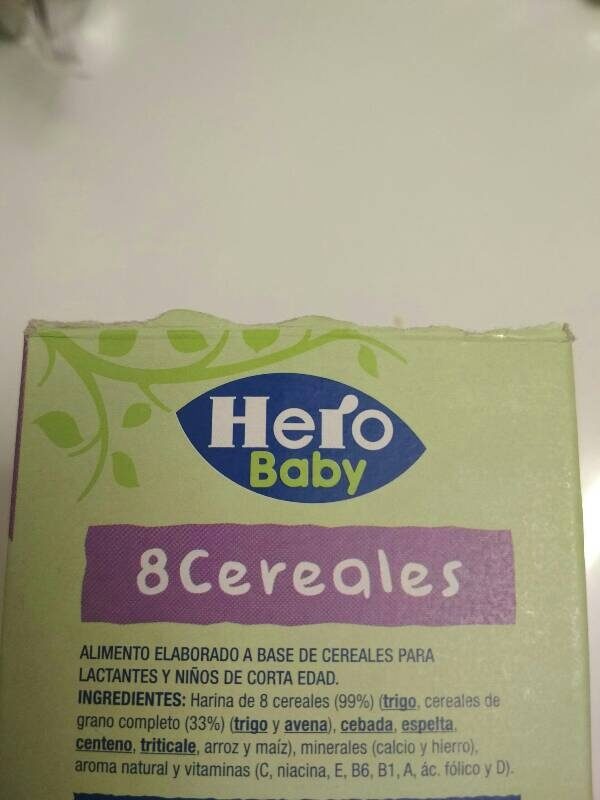 Hero
Baby
8Cereales
ALIMENTO ELABORADO A BASE DE CEREALES PARA
LACTANTES Y NIÑOS DE CORTA EDAD.
INGREDIENTES: Harina de 8 cereales (99%) (trigo, cereales de
grano completo (33%) (trigo y avena), cebada, espelta,
centeno, triticale, arroz y maíz), minerales (calcio y hierro),
aroma natural y vitaminas (C, niacina, E, B6, B1, A, ác. fólico y D).